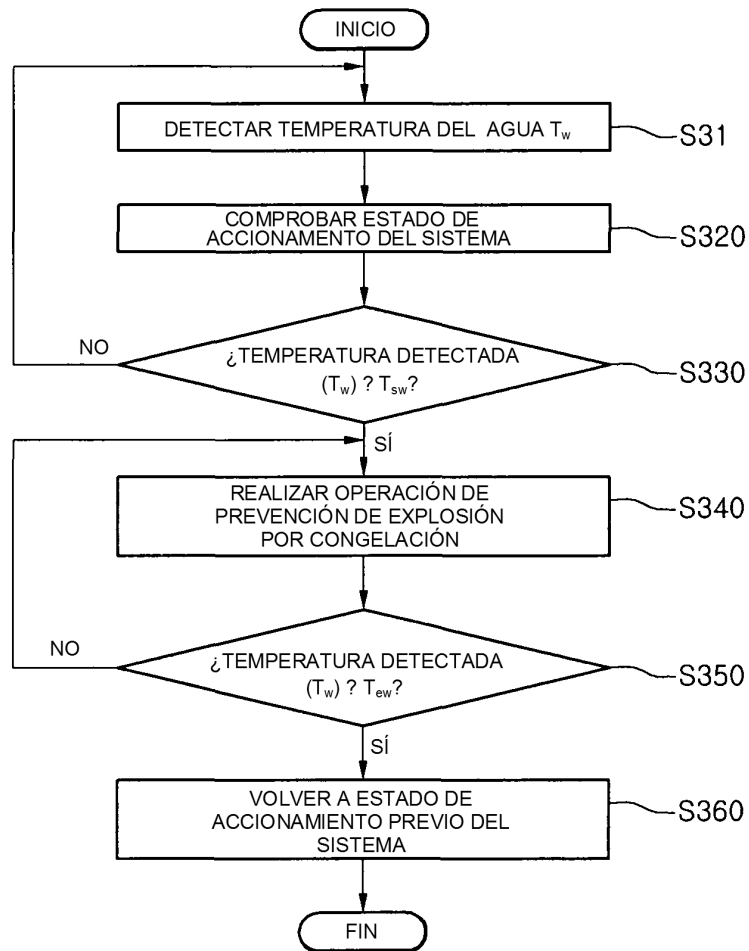 INICIO
DETECTAR TEMPERATURA DEL AGUA Tw
S31
COMPROBAR ESTADO DE
ACCIONAMENTO DEL SISTEMA
S320
¿TEMPERATURA DETECTADA
(Tw) ? Tsw?
S330
NO
SÍ
REALIZAR OPERACIÓN DE
PREVENCIÓN DE EXPLOSIÓN
POR CONGELACIÓN
S340
¿TEMPERATURA DETECTADA
(Tw) ? Tew?
S350
NO
SÍ
VOLVER A ESTADO DE
ACCIONAMIENTO PREVIO DEL
SISTEMA
S360
FIN